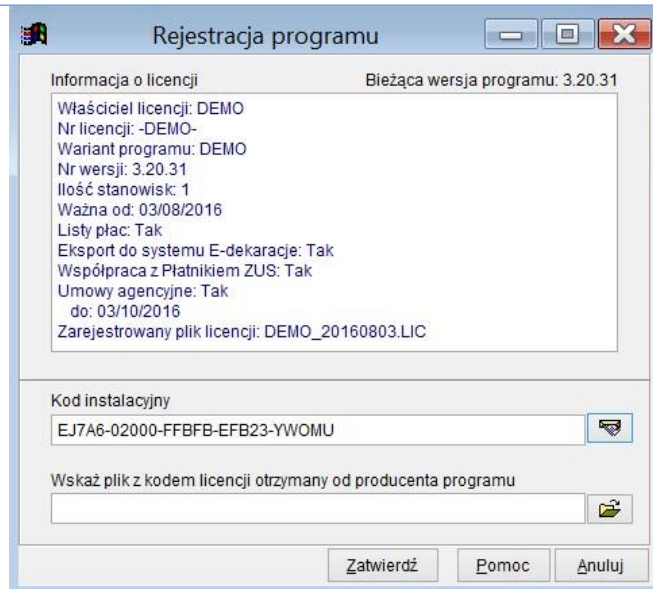 Rejestracja programu
Informacja o licencji
Bieżąca wersja programu: 3.20.31
Właściciel licencji: DEMO
Nr licencji: -DEMO-
Wariant programu: DEMO
Nr wersji: 3.20.31
Ilość stanowisk: 1
Ważna od: 03/08/2016
Listy płac: Tak
Eksport do systemu E-dekaracje: Tak
Współpraca z Płatnikiem ZUS: Tak
Umowy agencyjne: Tak
do: 03/10/2016
Zarejestrowany plik licencji: DEMO_20160803.LIC
Kod instalacyjny
EJ7A6-02000-FFBFB-EFB23-YWOMU
Wskaż plik z kodem licencji otrzymany od producenta programu
Zatwierdź
Pomoc
Anuluj